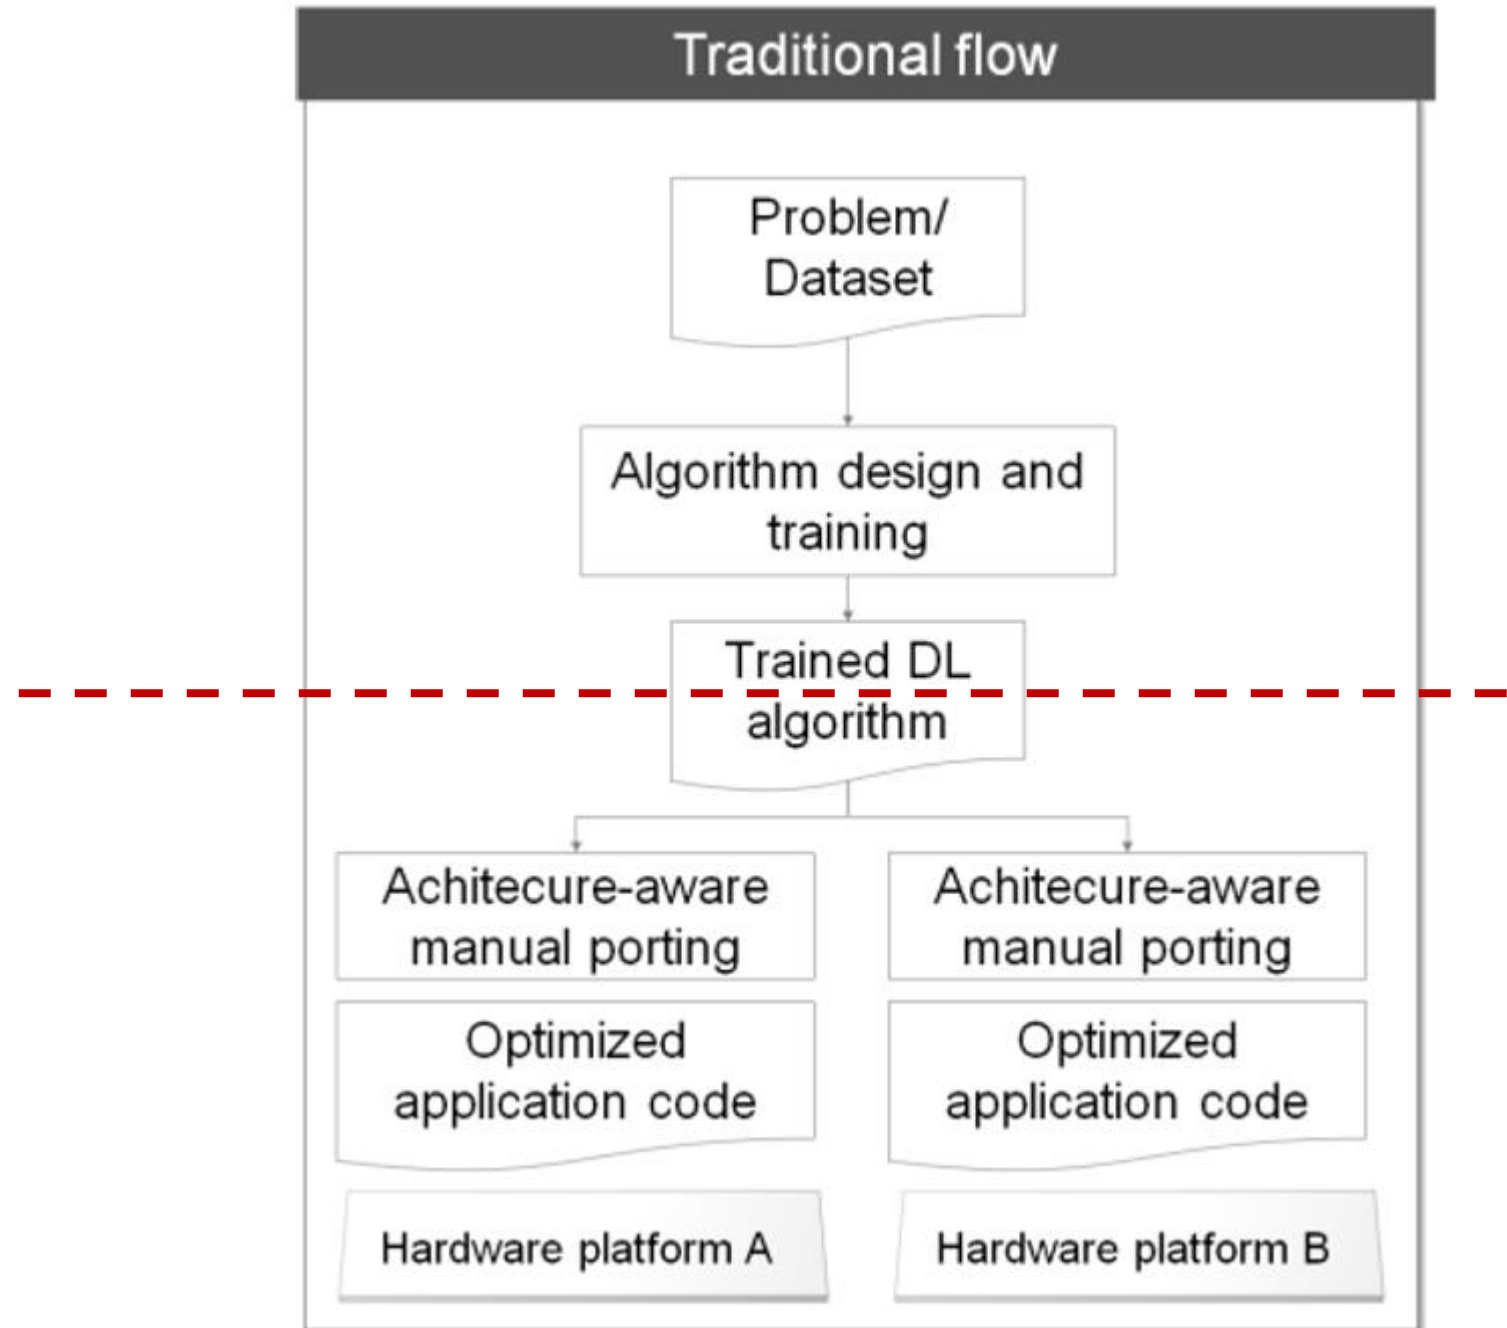 Traditional flow
Problem/
Dataset
Algorithm design and
training
Trained DL
algorithm
Achitecure-aware
manual porting
Achitecure-aware
manual porting
Optimized
application code
Optimized
application code
Hardware platform A
Hardware platform B